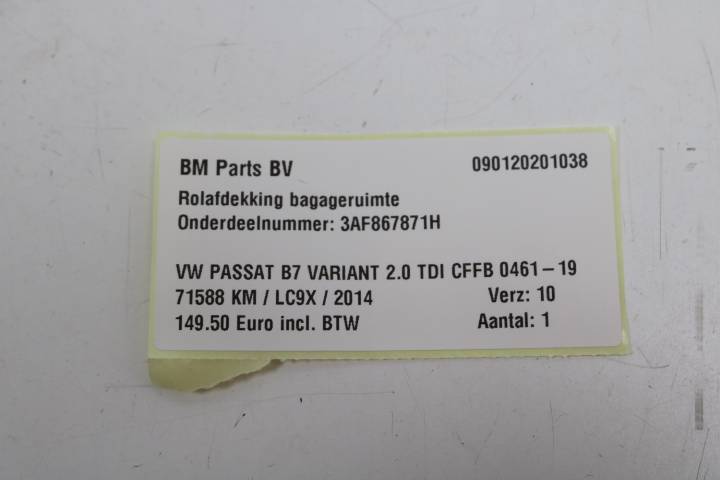 BM Parts BV 090120201038
Rolafdekking bagageruimte
Onderdeelnummer: 3AF867871H
VW PASSAT B7 VARIANT 2.0 TDI CFFB 0461 – 19
71588 KM / LC9X / 2014 Verz: 10
149.50 Euro incl. BTW Aantal: 1